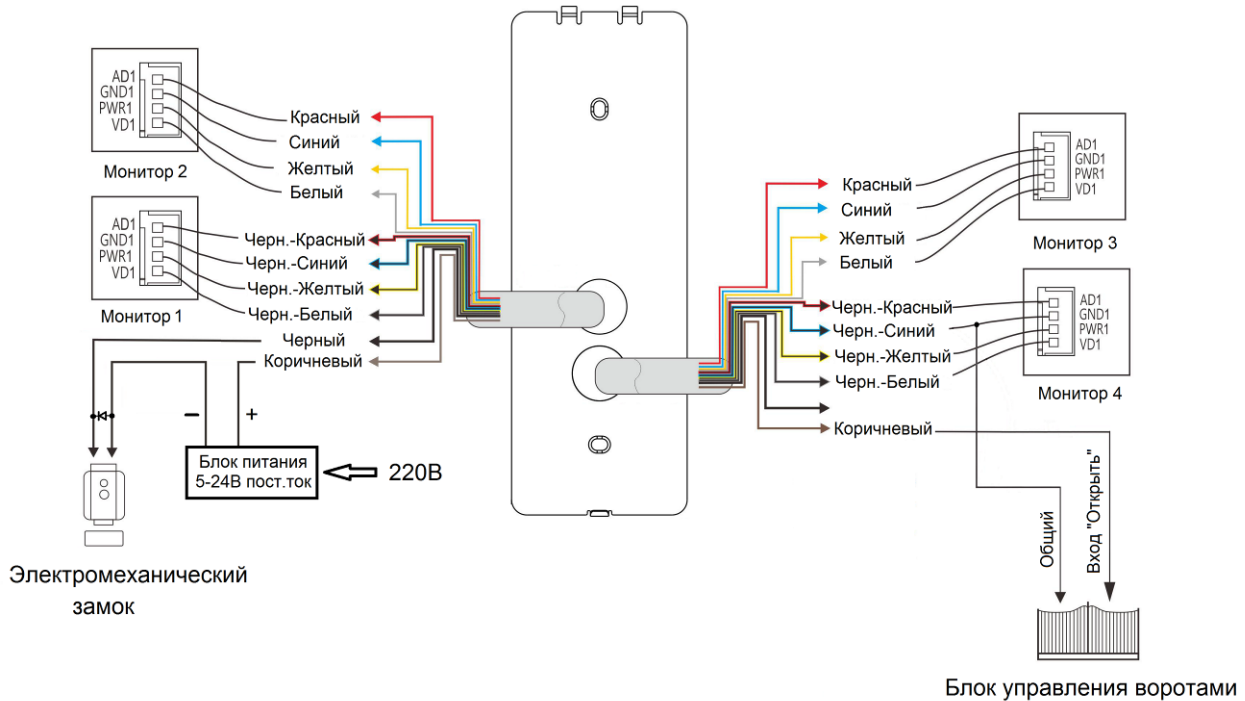 AD1
GND1
PWR1
VD1
Монитор 2
Красный
Синий
Желтый
Белый
AD1
GND1
PWR1
VD1
Монитор 1
Черн.-Красный
Черн.-Синий
Черн.-Желтый
Черн.-Белый
Черный
Коричневый
–
+
Блок питания
5-24В пост.ток
220В
Электромеханический
замок
Красный
Синий
Желтый
Белый
AD1
GND1
PWR1
VD1
Монитор 3
Черн.-Красный
Черн.-Синий
Черн.-Желтый
Черн.-Белый
Коричневый
AD1
GND1
PWR1
VD1
Монитор 4
Общий
Вход "Открыть"
Блок управления воротами